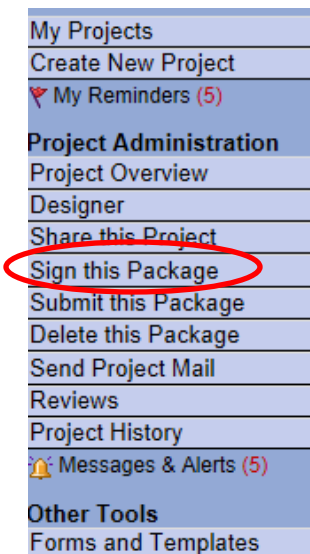 My Projects
Create New Project
My Reminders (5)
Project Administration
Project Overview
Designer
Share this Project
Sign this Package
Submit this Package
Delete this Package
Send Project Mail
Reviews
Project History
Messages & Alerts (5)
Other Tools
Forms and Templates